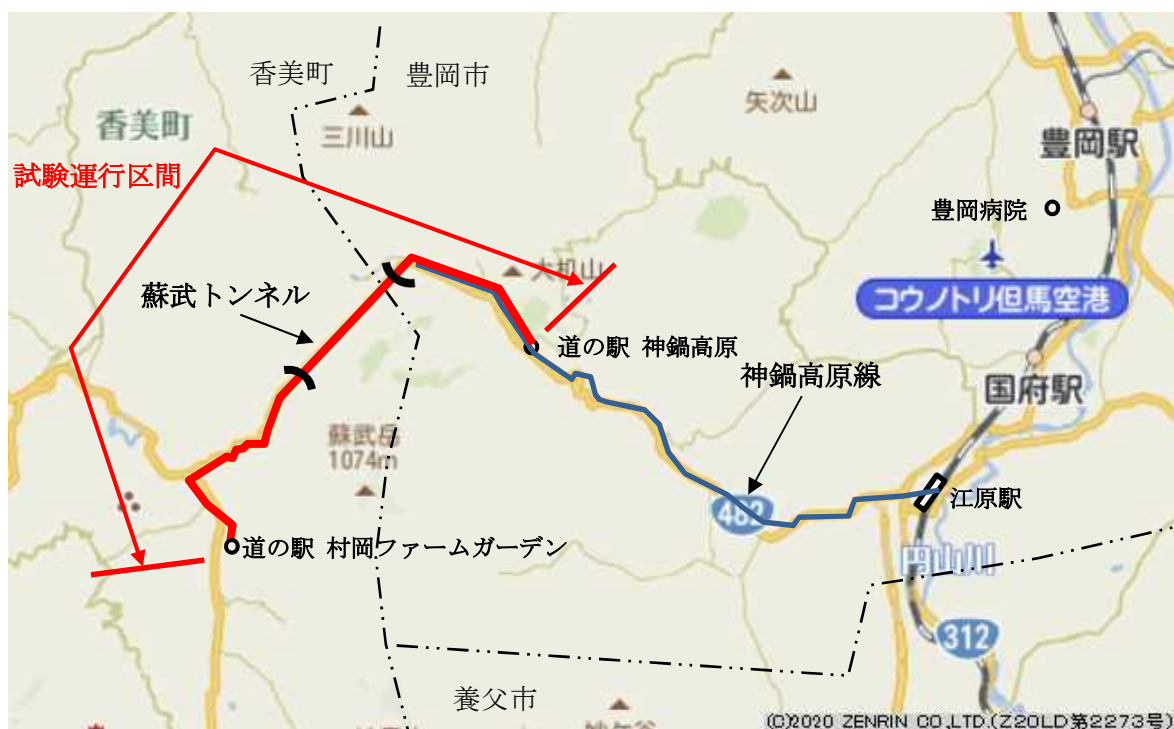 香美町
豊岡市
香美町
三川山
矢次山
豊岡駅
試験運行区間
豊岡病院
大机山
コウノトリ但馬空港
蘇武トンネル
道の駅 神鍋高原
神鍋高原線
国府駅
蘇武岳
1074m
482
江原駅
道の駅 村岡ファームガーデン
円山川
312
養父市
(C)2020 ZENRIN CO.,LTD.(Z20LD第2273号)